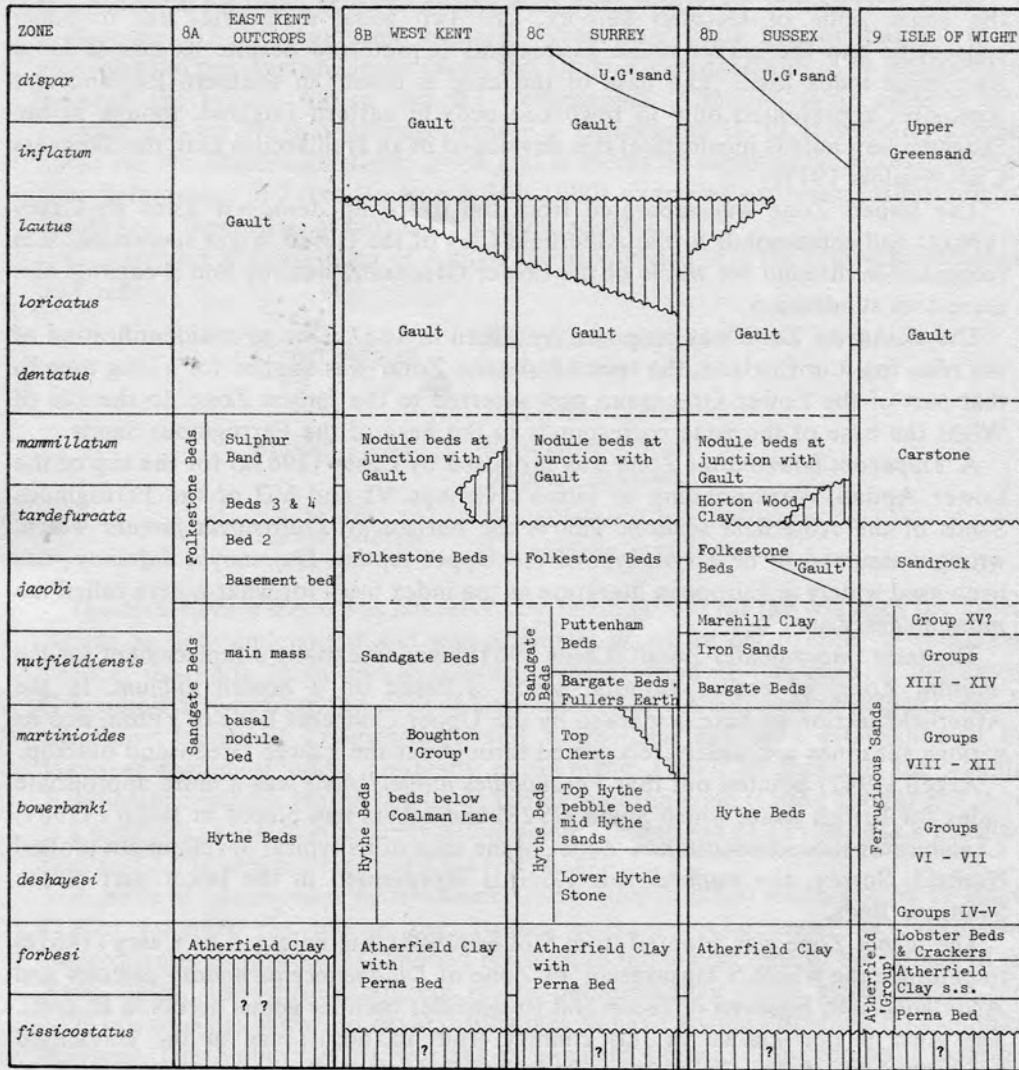 ZONE
8A
EAST KENT
OUTCROPS
8B WEST KENT
8C SURREY
8D SUSSEX
9 ISLE OF WIGHT
dispar
inflatum
lautus
loricatus
dentatus
mammillatum
tardefurcata
jacobi
nutfieldiensis
martinioides
bowerbanki
deshayesi
forbesi
fissicostatus
Gault
Folkestone Beds
Sulphur
Band
Beds 3 & 4
Bed 2
Basement bed
Sandgate Beds
main mass
basal
nodule
bed
Hythe Beds
Atherfield Clay
? ?
Gault
Gault
Nodule beds at
junction with
Gault
Folkestone Beds
Sandgate Beds
Hythe Beds
Boughton
'Group'
beds below
Coalman Lane
Atherfield Clay
with
Perna Bed
?
U.G'sand
Gault
Gault
Nodule beds at
junction with
Gault
Folkestone Beds
Sandgate
Beds
Puttenham
Beds
Bargate Beds
Fullers Earth
Hythe Beds
Top
Cherts
Top Hythe
pebble bed
mid Hythe
sands
Lower Hythe
Stone
Atherfield Clay
with
Perna Bed
?
U.G'sand
Gault
Nodule beds at
junction with
Gault
Horton Wood
Clay
Folkestone
Beds
'Gault'
Marehill Clay
Iron Sands
Bargate Beds
Hythe Beds
Atherfield Clay
?
Upper
Greensand
Gault
Carstone
Sandrock
Ferruginous Sands
Group XV?
Groups
XIII - XIV
Groups
VIII - XII
Groups
VI - VII
Groups IV-V
Atherfield
'Group'
Lobster Beds
& Crackers
Atherfield
Clay s.s.
Perna Bed
?